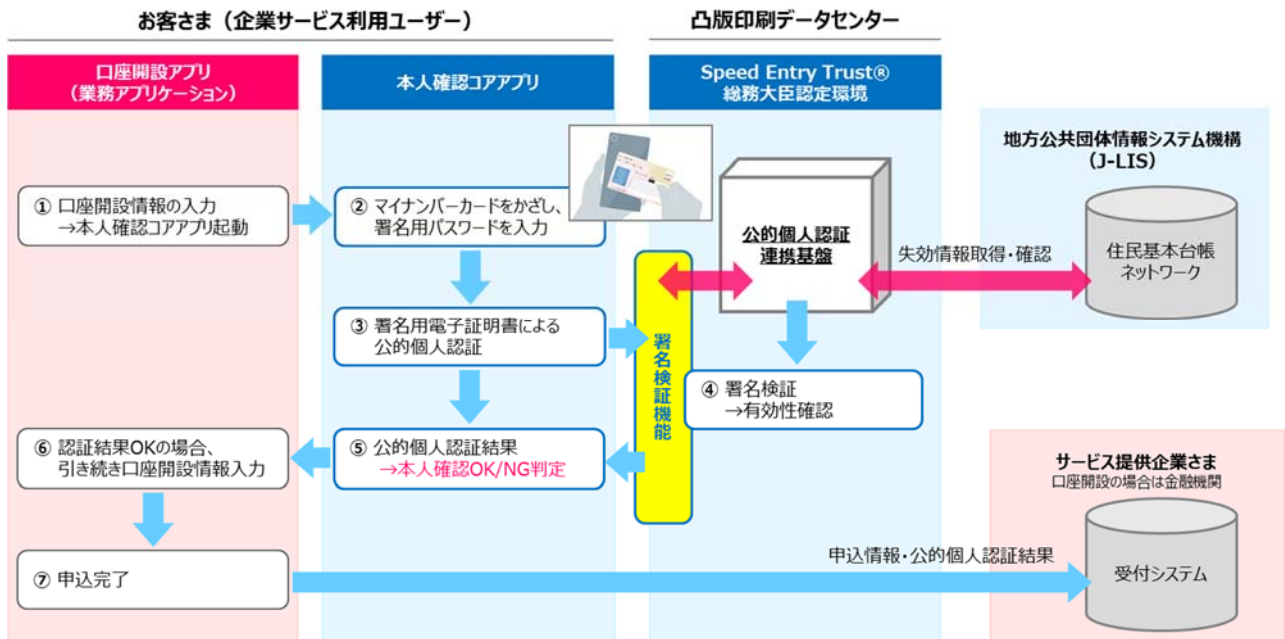 お客さま（企業サービス利用ユーザー）
凸版印刷データセンター
口座開設アプリ
（業務アプリケーション）
本人確認コアアプリ
Speed Entry Trust®
総務大臣認定環境
地方公共団体情報システム機構
（J-LIS）
① 口座開設情報の入力
→本人確認コアアプリ起動
② マイナンバーカードをかざし、
署名用パスワードを入力
公的個人認証
連携基盤
失効情報取得・確認
住民基本台帳
ネットワーク
③ 署名用電子証明書による
公的個人認証
署名検証機能
④ 署名検証
→有効性確認
⑤ 公的個人認証結果
→本人確認OK/NG判定
⑥ 認証結果OKの場合、
引き続き口座開設情報入力
サービス提供企業さま
口座開設の場合は金融機関
⑦ 申込完了
申込情報・公的個人認証結果
受付システム